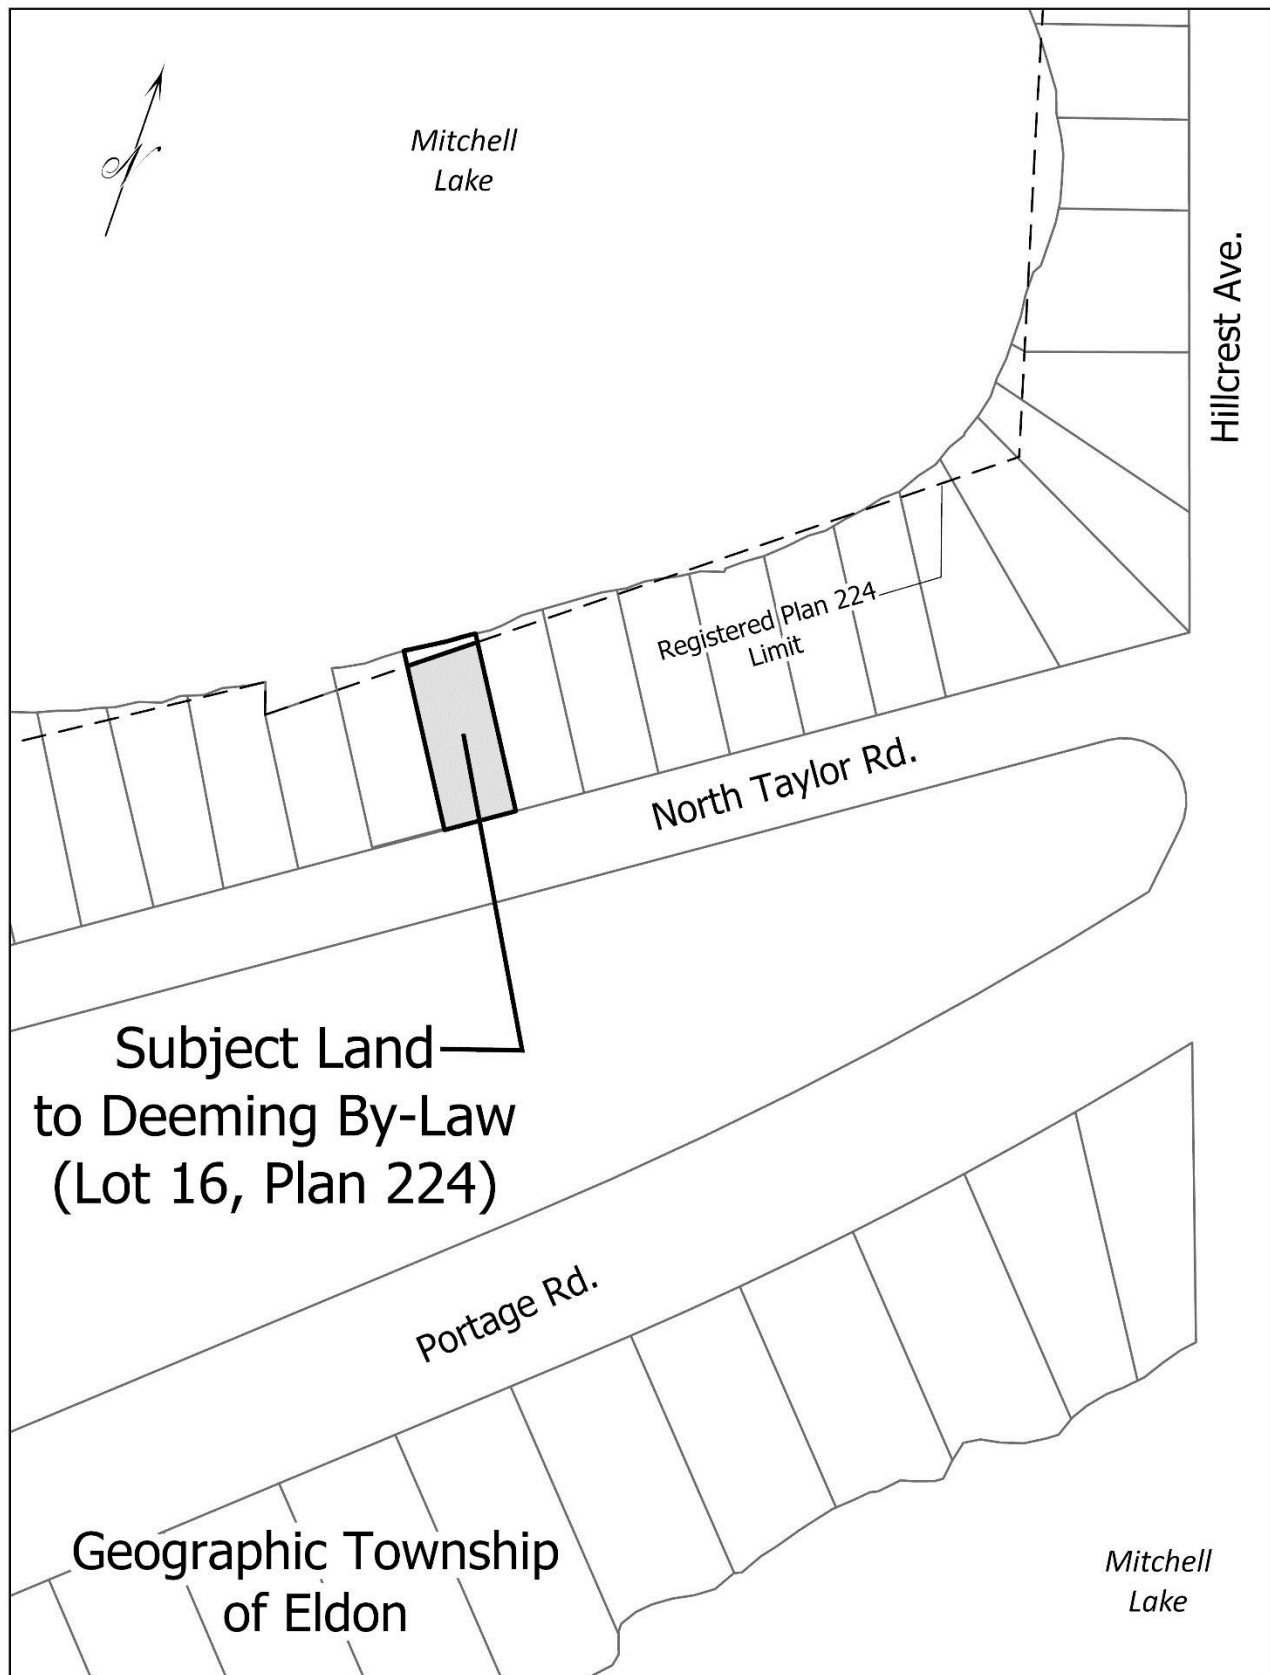 N
Mitchell
Lake
Hillcrest Ave.
Registered Plan 224
Limit
North Taylor Rd.
Subject Land
to Deeming By-Law
(Lot 16, Plan 224)
Portage Rd.
Geographic Township
of Eldon
Mitchell
Lake